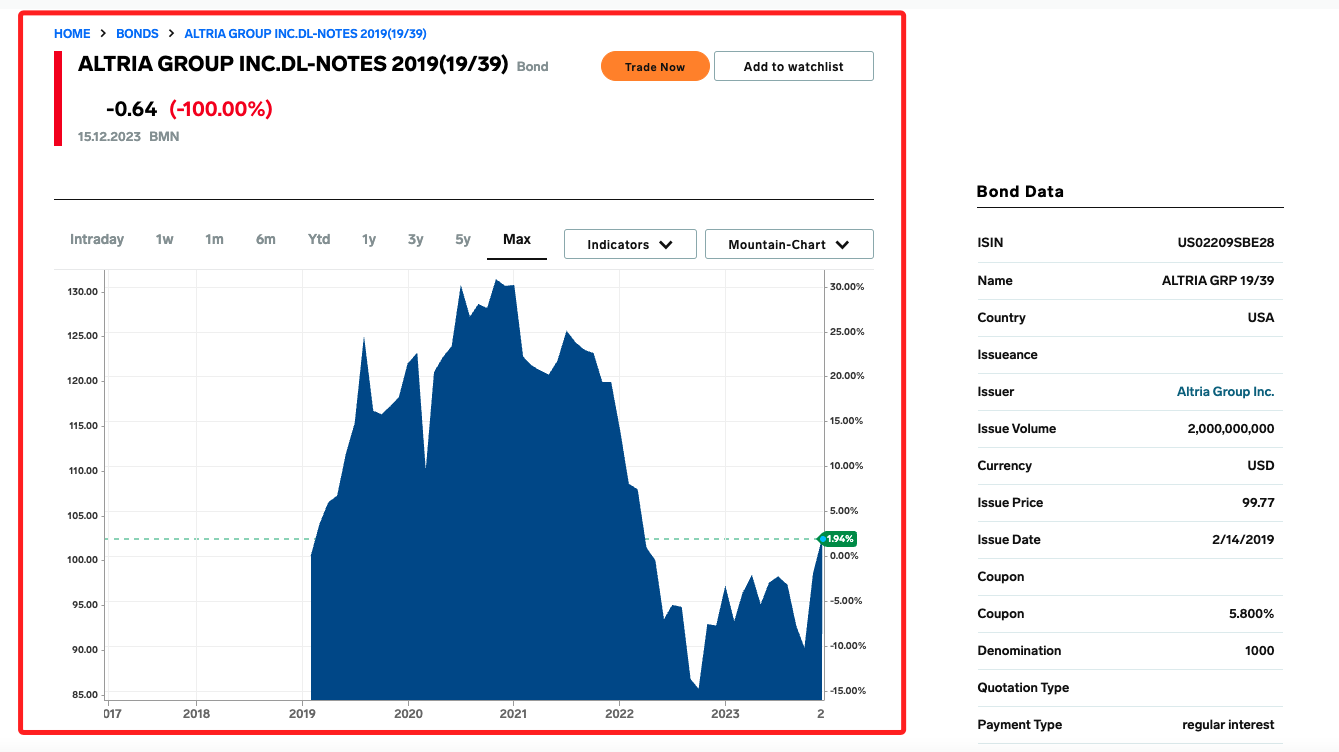 HOME > BONDS > ALTRIA GROUP INC.DL-NOTES 2019(19/39)
ALTRIA GROUP INC.DL-NOTES 2019(19/39) Bond
Trade Now
Add to watchlist
-0.64 (-100.00%)
15.12.2023 BMN
Intraday 1w 1m 6m Ytd 1y 3y 5y Max
Indicators
Mountain-Chart
130.00
125.00
120.00
115.00
110.00
105.00
100.00
95.00
90.00
85.00
30.00%
25.00%
20.00%
15.00%
10.00%
5.00%
1.94%
0.00%
-5.00%
-10.00%
-15.00%
017 2018 2019 2020 2021 2022 2023 2
Bond Data
ISIN US02209SBE28
Name ALTRIA GRP 19/39
Country USA
Issueance
Issuer Altria Group Inc.
Issue Volume 2,000,000,000
Currency USD
Issue Price 99.77
Issue Date 2/14/2019
Coupon
Coupon 5.800%
Denomination 1000
Quotation Type
Payment Type regular interest